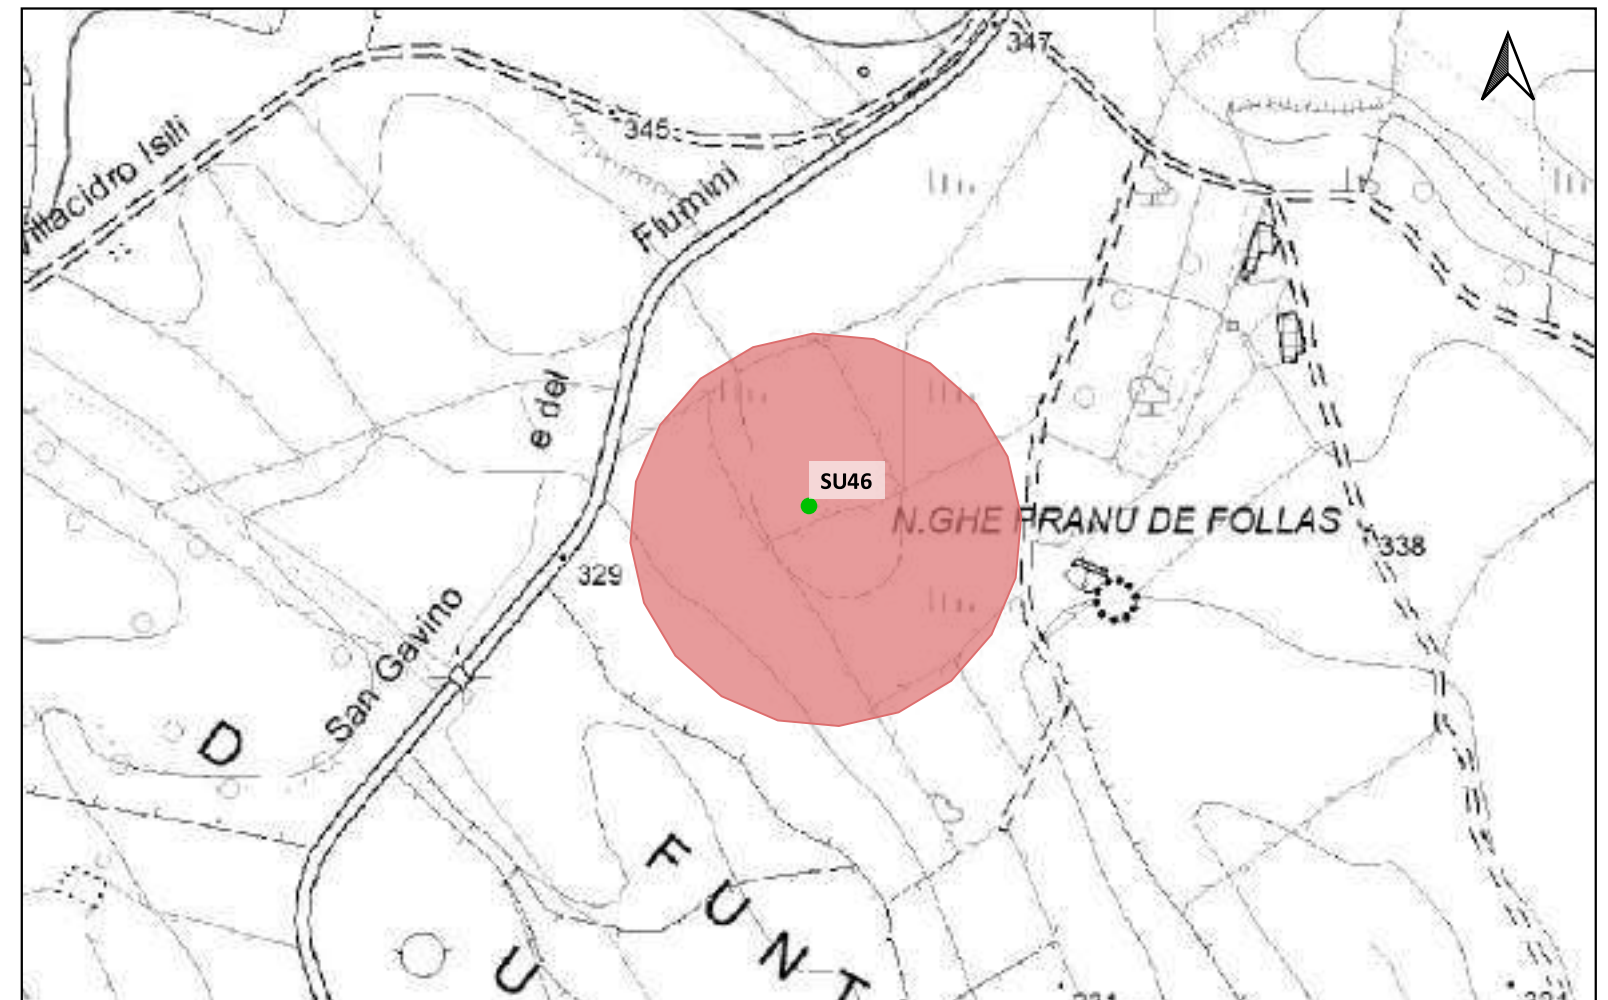 347
345
Villacidro Isili
Flumini
e del
SU46
N.GHE PRANU DE FOLLAS
338
329
San Gavino
D
F
U
N
T
U